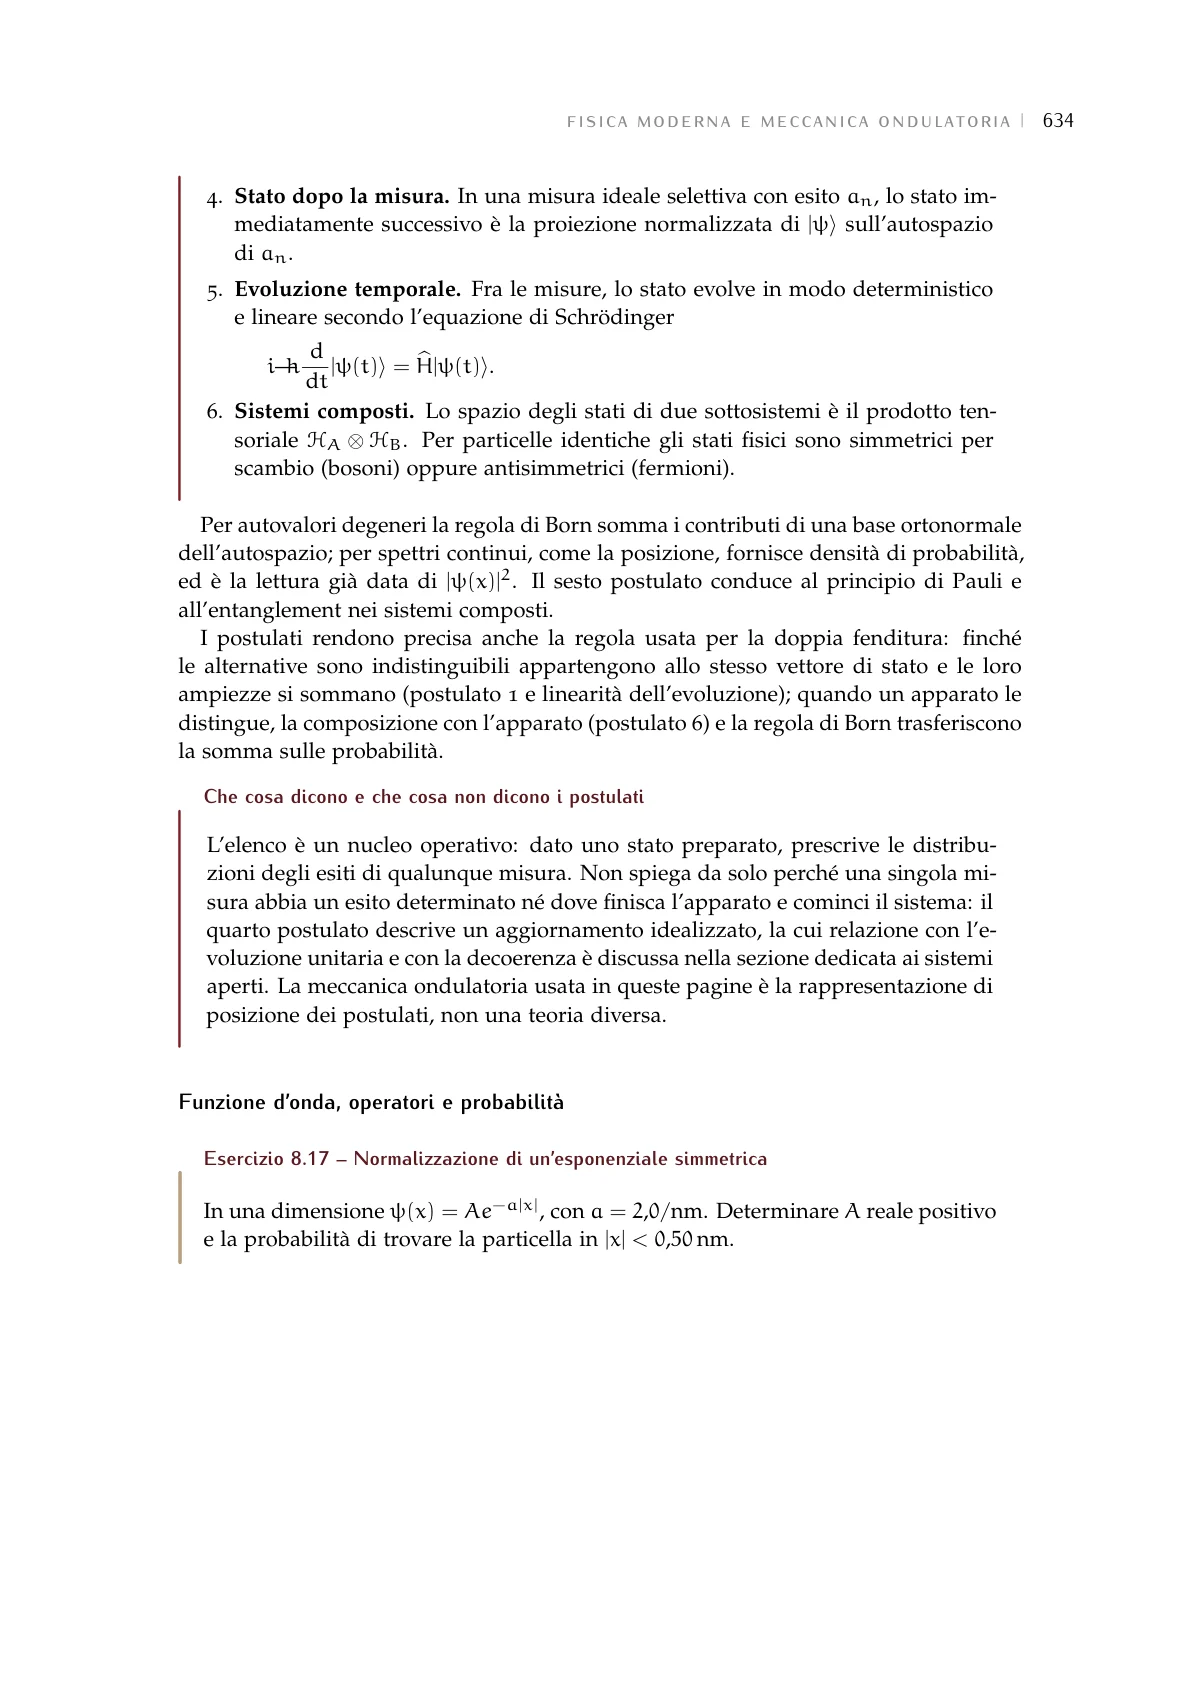 FISICA MODERNA E MECCANICA ONDULATORIA | 634
4. Stato dopo la misura. In una misura ideale selettiva con esito aₙ, lo stato im-
mediatamente successivo è la proiezione normalizzata di |ψ⟩ sull'autospazio
di aₙ.
5. Evoluzione temporale. Fra le misure, lo stato evolve in modo deterministico
e lineare secondo l'equazione di Schrödinger
iħ d/dt |ψ(t)⟩ = Ĥ|ψ(t)⟩.
6. Sistemi composti. Lo spazio degli stati di due sottosistemi è il prodotto ten-
soriale ℋ_A ⊗ ℋ_B. Per particelle identiche gli stati fisici sono simmetrici per
scambio (bosoni) oppure antisimmetrici (fermioni).
Per autovalori degeneri la regola di Born somma i contributi di una base ortonormale
dell'autospazio; per spettri continui, come la posizione, fornisce densità di probabilità,
ed è la lettura già data di |ψ(x)|². Il sesto postulato conduce al principio di Pauli e
all'entanglement nei sistemi composti.
I postulati rendono precisa anche la regola usata per la doppia fenditura: finché
le alternative sono indistinguibili appartengono allo stesso vettore di stato e le loro
ampiezze si sommano (postulato 1 e linearità dell'evoluzione); quando un apparato le
distingue, la composizione con l'apparato (postulato 6) e la regola di Born trasferiscono
la somma sulle probabilità.
Che cosa dicono e che cosa non dicono i postulati
L'elenco è un nucleo operativo: dato uno stato preparato, prescrive le distribu-
zioni degli esiti di qualunque misura. Non spiega da solo perché una singola mi-
sura abbia un esito determinato né dove finisca l'apparato e cominci il sistema: il
quarto postulato descrive un aggiornamento idealizzato, la cui relazione con l'e-
voluzione unitaria e con la decoerenza è discussa nella sezione dedicata ai sistemi
aperti. La meccanica ondulatoria usata in queste pagine è la rappresentazione di
posizione dei postulati, non una teoria diversa.
Funzione d'onda, operatori e probabilità
Esercizio 8.17 – Normalizzazione di un'esponenziale simmetrica
In una dimensione ψ(x) = Ae^{−a|x|}, con a = 2,0/nm. Determinare A reale positivo
e la probabilità di trovare la particella in |x| < 0,50 nm.